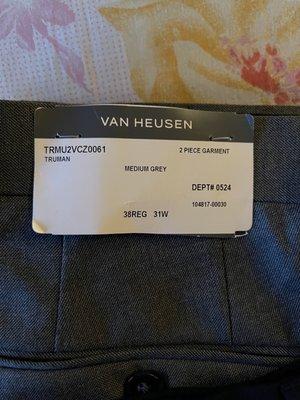 VAN HEUSEN
TRMU2VCZ0061
2 PIECE GARMENT
TRUMAN
MEDIUM GREY
DEPT# 0524
104817-00030
38REG 31W